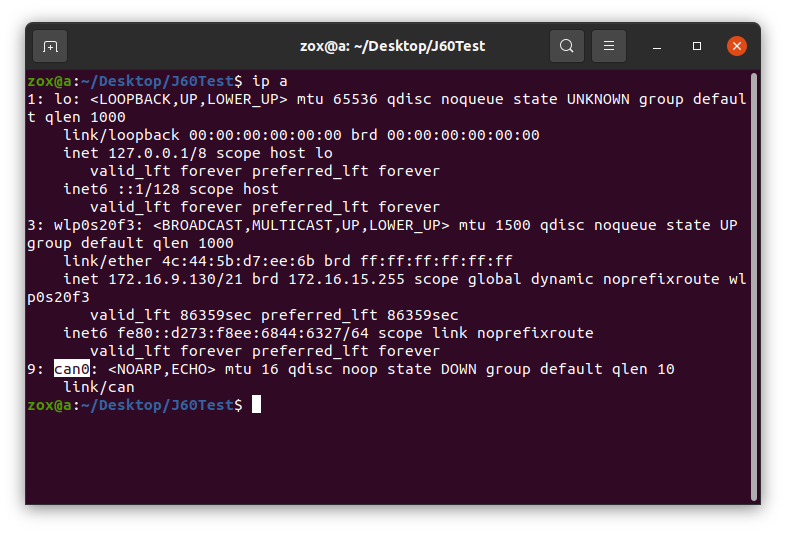 zox@a: ~/Desktop/J60Test
zox@a:~/Desktop/J60Test$ ip a
1: lo: <LOOPBACK,UP,LOWER_UP> mtu 65536 qdisc noqueue state UNKNOWN group defaul
t qlen 1000
    link/loopback 00:00:00:00:00:00 brd 00:00:00:00:00:00
    inet 127.0.0.1/8 scope host lo
       valid_lft forever preferred_lft forever
    inet6 ::1/128 scope host
       valid_lft forever preferred_lft forever
3: wlp0s20f3: <BROADCAST,MULTICAST,UP,LOWER_UP> mtu 1500 qdisc noqueue state UP
group default qlen 1000
    link/ether 4c:44:5b:d7:ee:6b brd ff:ff:ff:ff:ff:ff
    inet 172.16.9.130/21 brd 172.16.15.255 scope global dynamic noprefixroute wl
p0s20f3
       valid_lft 86359sec preferred_lft 86359sec
    inet6 fe80::d273:f8ee:6844:6327/64 scope link noprefixroute
       valid_lft forever preferred_lft forever
9: can0: <NOARP,ECHO> mtu 16 qdisc noop state DOWN group default qlen 10
    link/can
zox@a:~/Desktop/J60Test$